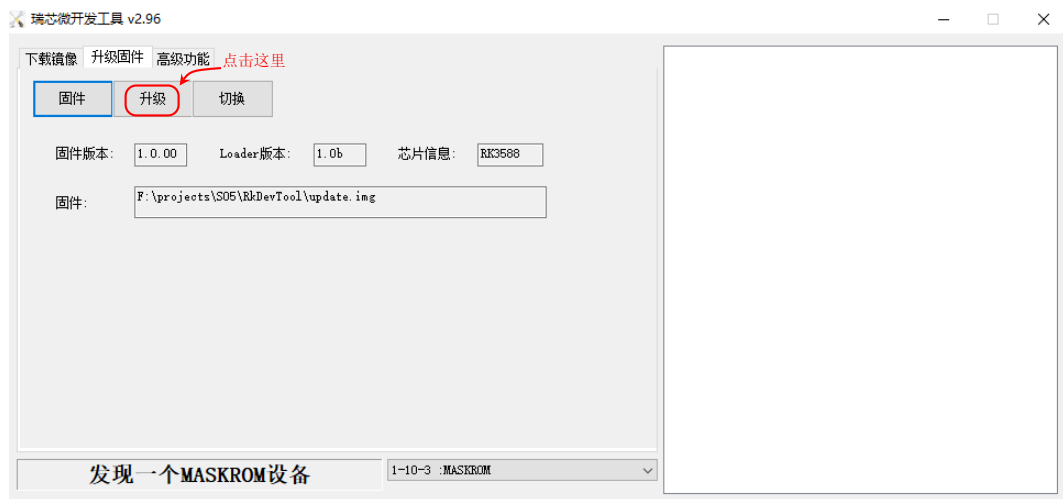 瑞芯微开发工具 v2.96
下载镜像 升级固件 高级功能 点击这里
固件 升级 切换
固件版本: 1.0.00 Loader版本: 1.0b 芯片信息: RK3588
固件: F:\projects\S05\RkDevTool\update.img
发现一个MASKROM设备 1-10-3 :MASKROM